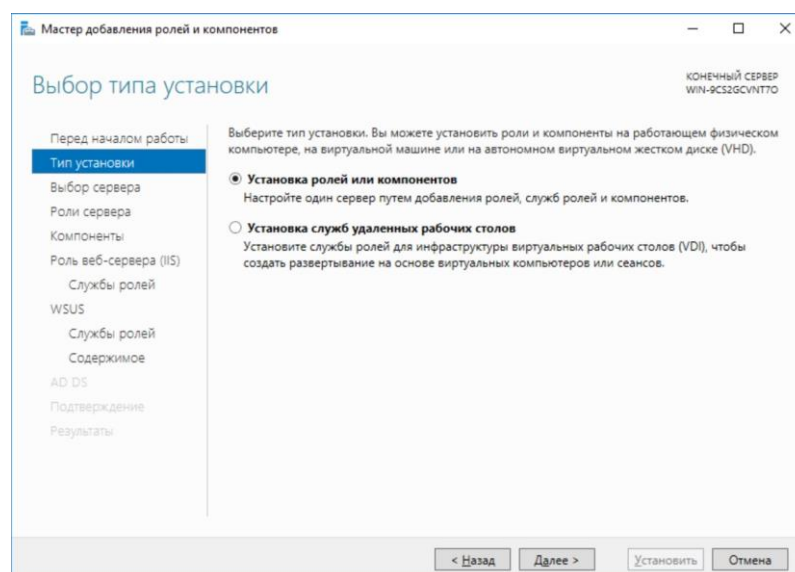 Мастер добавления ролей и компонентов
Выбор типа установки
КОНЕЧНЫЙ СЕРВЕР
WIN-9CS2GCVNT7O
Перед началом работы
Тип установки
Выбор сервера
Роли сервера
Компоненты
Роль веб-сервера (IIS)
Службы ролей
WSUS
Службы ролей
Содержимое
AD DS
Подтверждение
Результаты
Выберите тип установки. Вы можете установить роли и компоненты на работающем физическом
компьютере, на виртуальной машине или на автономном виртуальном жестком диске (VHD).
Установка ролей или компонентов
Настройте один сервер путем добавления ролей, служб ролей и компонентов.
Установка служб удаленных рабочих столов
Установите службы ролей для инфраструктуры виртуальных рабочих столов (VDI), чтобы
создать развертывание на основе виртуальных компьютеров или сеансов.
< Назад
Далее >
Установить
Отмена